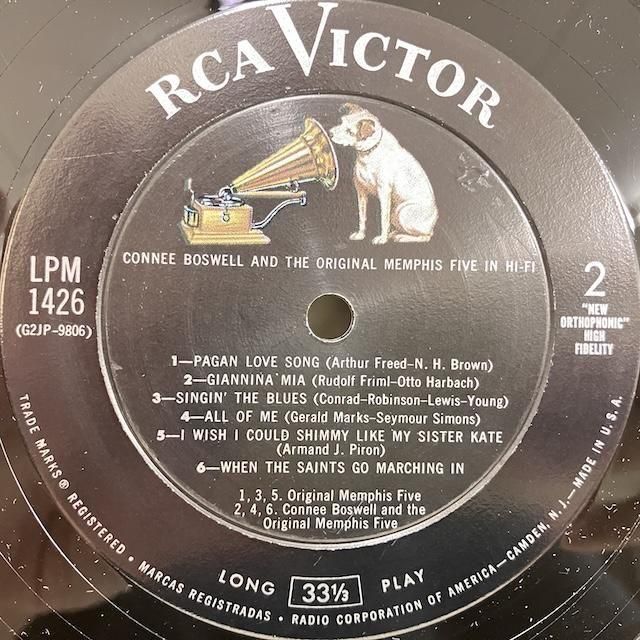 RCA VICTOR
CONNEE BOSWELL AND THE ORIGINAL MEMPHIS FIVE IN HI-FI
LPM
1426
(G2JP-9806)
2
"NEW
ORTHOPHONIC"
HIGH
FIDELITY
1—PAGAN LOVE SONG (Arthur Freed–N. H. Brown)
2—GIANNINA MIA (Rudolf Friml–Otto Harbach)
3—SINGIN' THE BLUES (Conrad–Robinson–Lewis–Young)
4—ALL OF ME (Gerald Marks–Seymour Simons)
5—I WISH I COULD SHIMMY LIKE MY SISTER KATE
(Armand J. Piron)
6—WHEN THE SAINTS GO MARCHING IN
1, 3, 5. Original Memphis Five
2, 4, 6. Connee Boswell and the
Original Memphis Five
LONG 33⅓ PLAY
TRADE MARKS ® REGISTERED • MARCAS REGISTRADAS • RADIO CORPORATION OF AMERICA—CAMDEN, N.J.—MADE IN U.S.A.